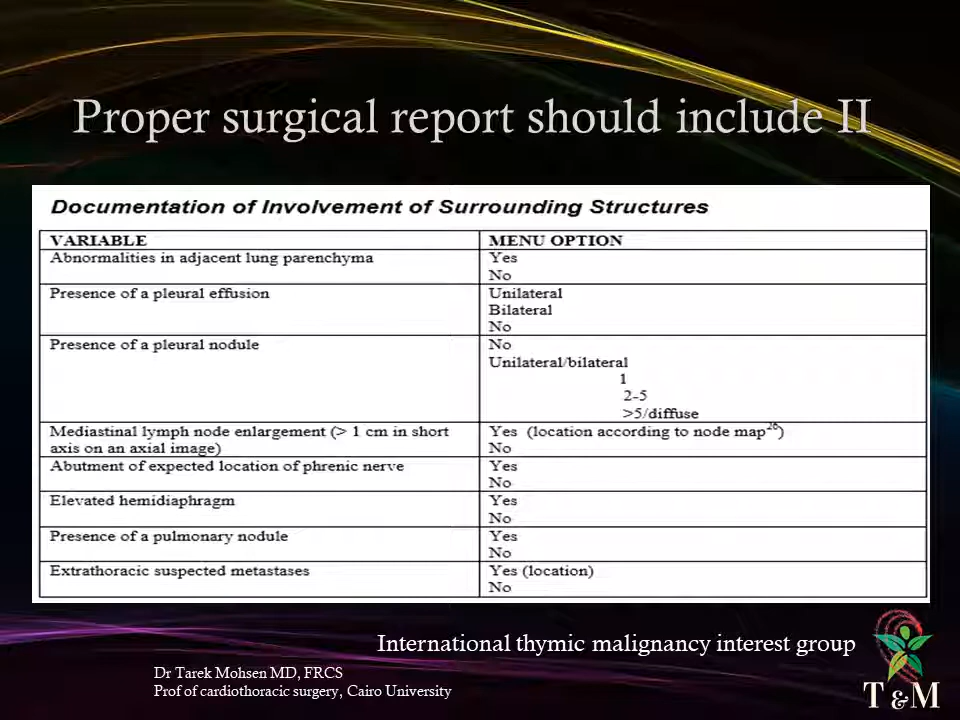 Proper surgical report should include II
Documentation of Involvement of Surrounding Structures
VARIABLE MENU OPTION
Abnormalities in adjacent lung parenchyma Yes
No
Presence of a pleural effusion Unilateral
Bilateral
No
Presence of a pleural nodule No
Unilateral/bilateral
1
2-5
>5/diffuse
Mediastinal lymph node enlargement (> 1 cm in short Yes (location according to node map26)
axis on an axial image) No
Abutment of expected location of phrenic nerve Yes
No
Elevated hemidiaphragm Yes
No
Presence of a pulmonary nodule Yes
No
Extrathoracic suspected metastases Yes (location)
No
International thymic malignancy interest group
Dr Tarek Mohsen MD, FRCS
Prof of cardiothoracic surgery, Cairo University
T & M